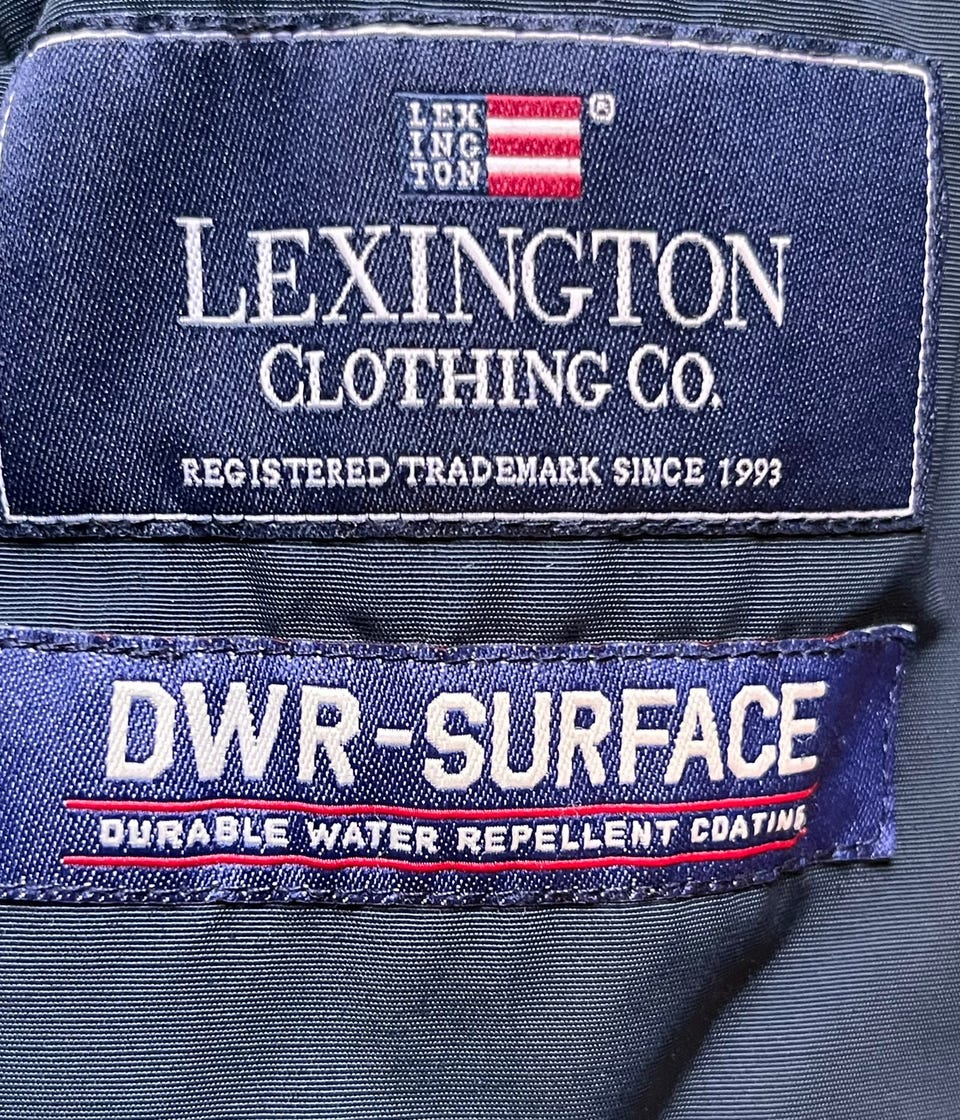 LEX
ING
TON
®
LEXINGTON
CLOTHING CO.
REGISTERED TRADEMARK SINCE 1993
DWR-SURFACE
DURABLE WATER REPELLENT COATING